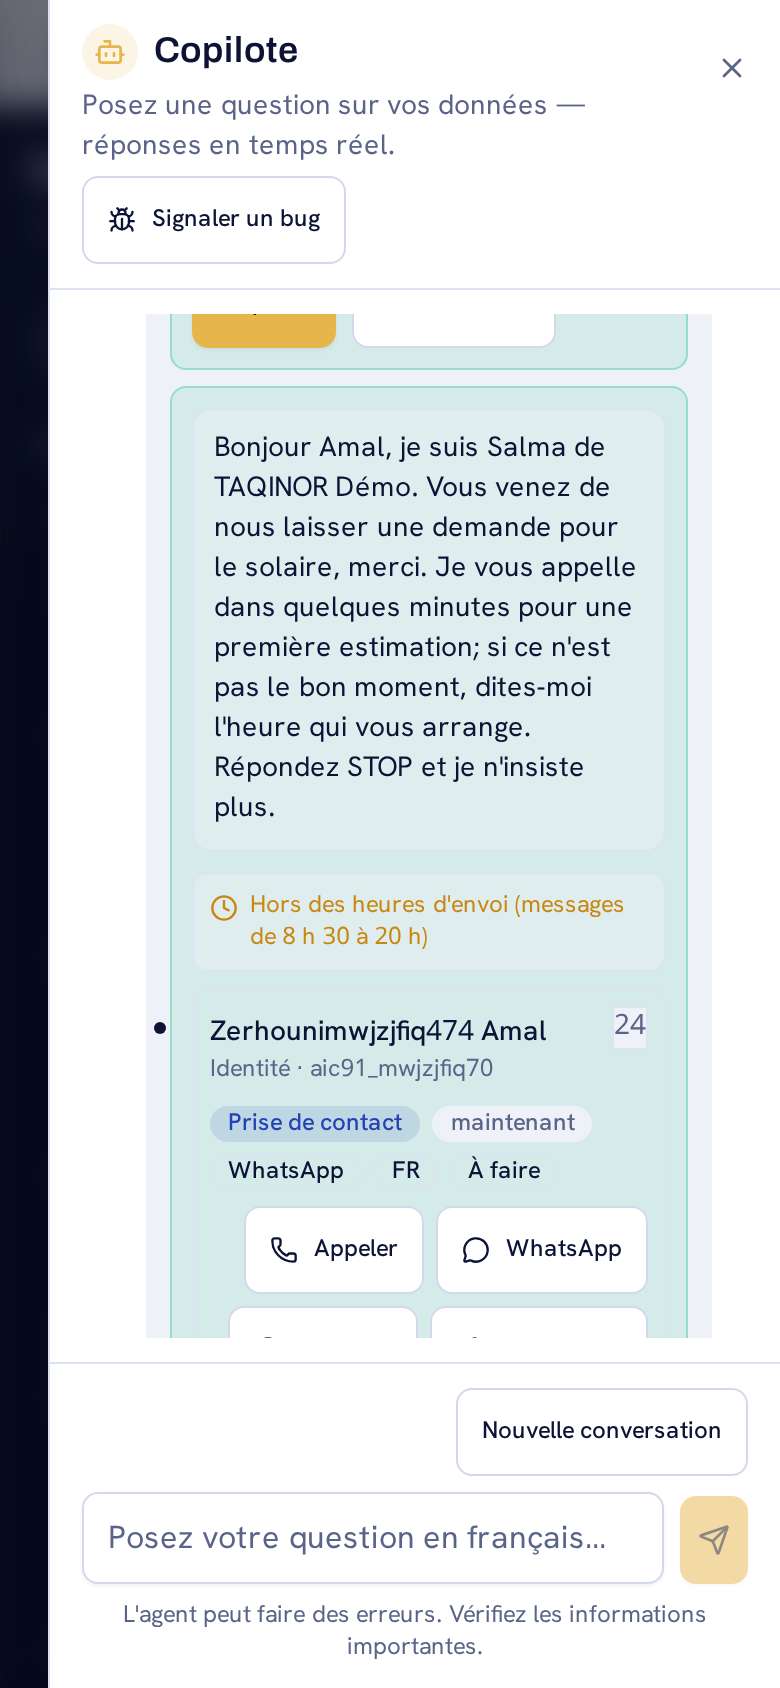 Copilote
Posez une question sur vos données —
réponses en temps réel.
Signaler un bug
Bonjour Amal, je suis Salma de
TAQINOR Démo. Vous venez de
nous laisser une demande pour
le solaire, merci. Je vous appelle
dans quelques minutes pour une
première estimation; si ce n'est
pas le bon moment, dites-moi
l'heure qui vous arrange.
Répondez STOP et je n'insiste
plus.
Hors des heures d'envoi (messages
de 8 h 30 à 20 h)
Zerhounimwjzjfiq474 Amal
24
Identité · aic91_mwjzjfiq70
Prise de contact
maintenant
WhatsApp
FR
À faire
Appeler
WhatsApp
Nouvelle conversation
Posez votre question en français...
L'agent peut faire des erreurs. Vérifiez les informations
importantes.